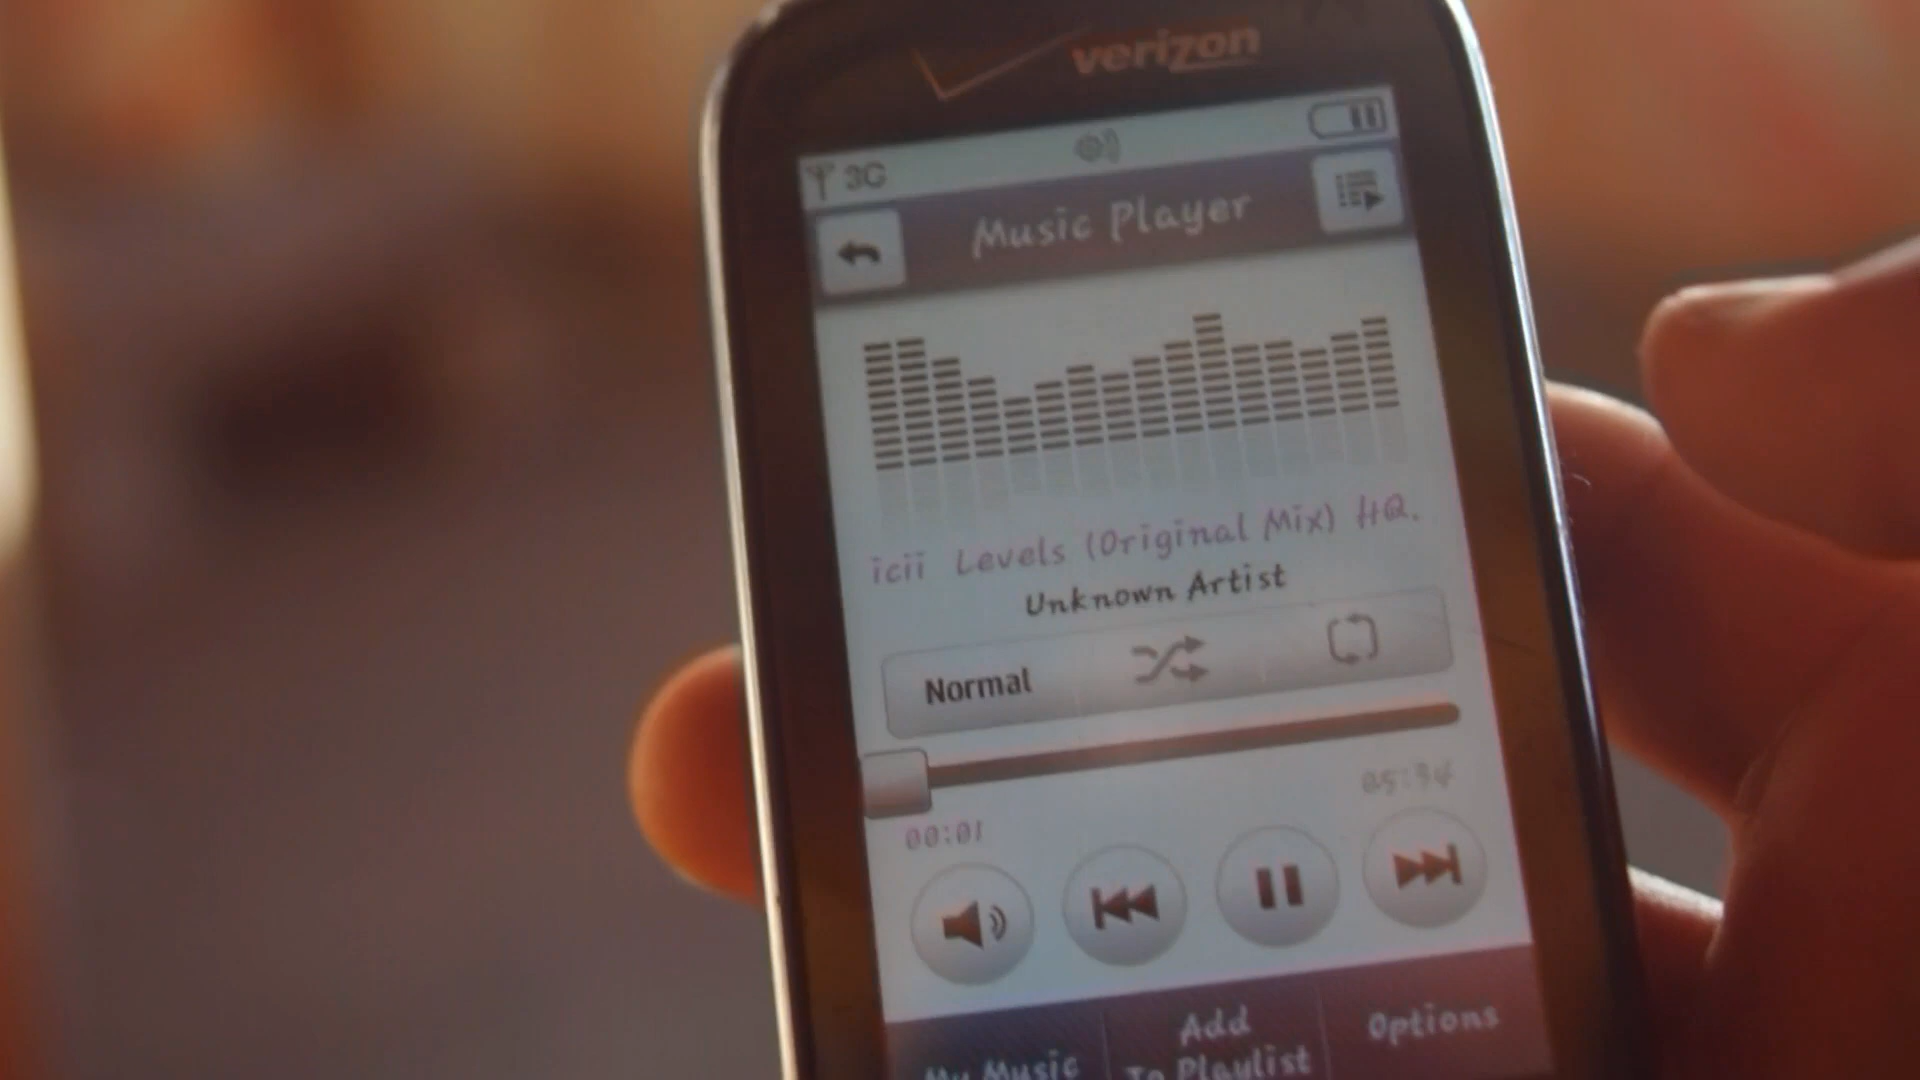 verizon
3G
Music Player
icii Levels (Original Mix) HQ.
Unknown Artist
Normal
00:01
05:34
My Music
Add
To Playlist
Options